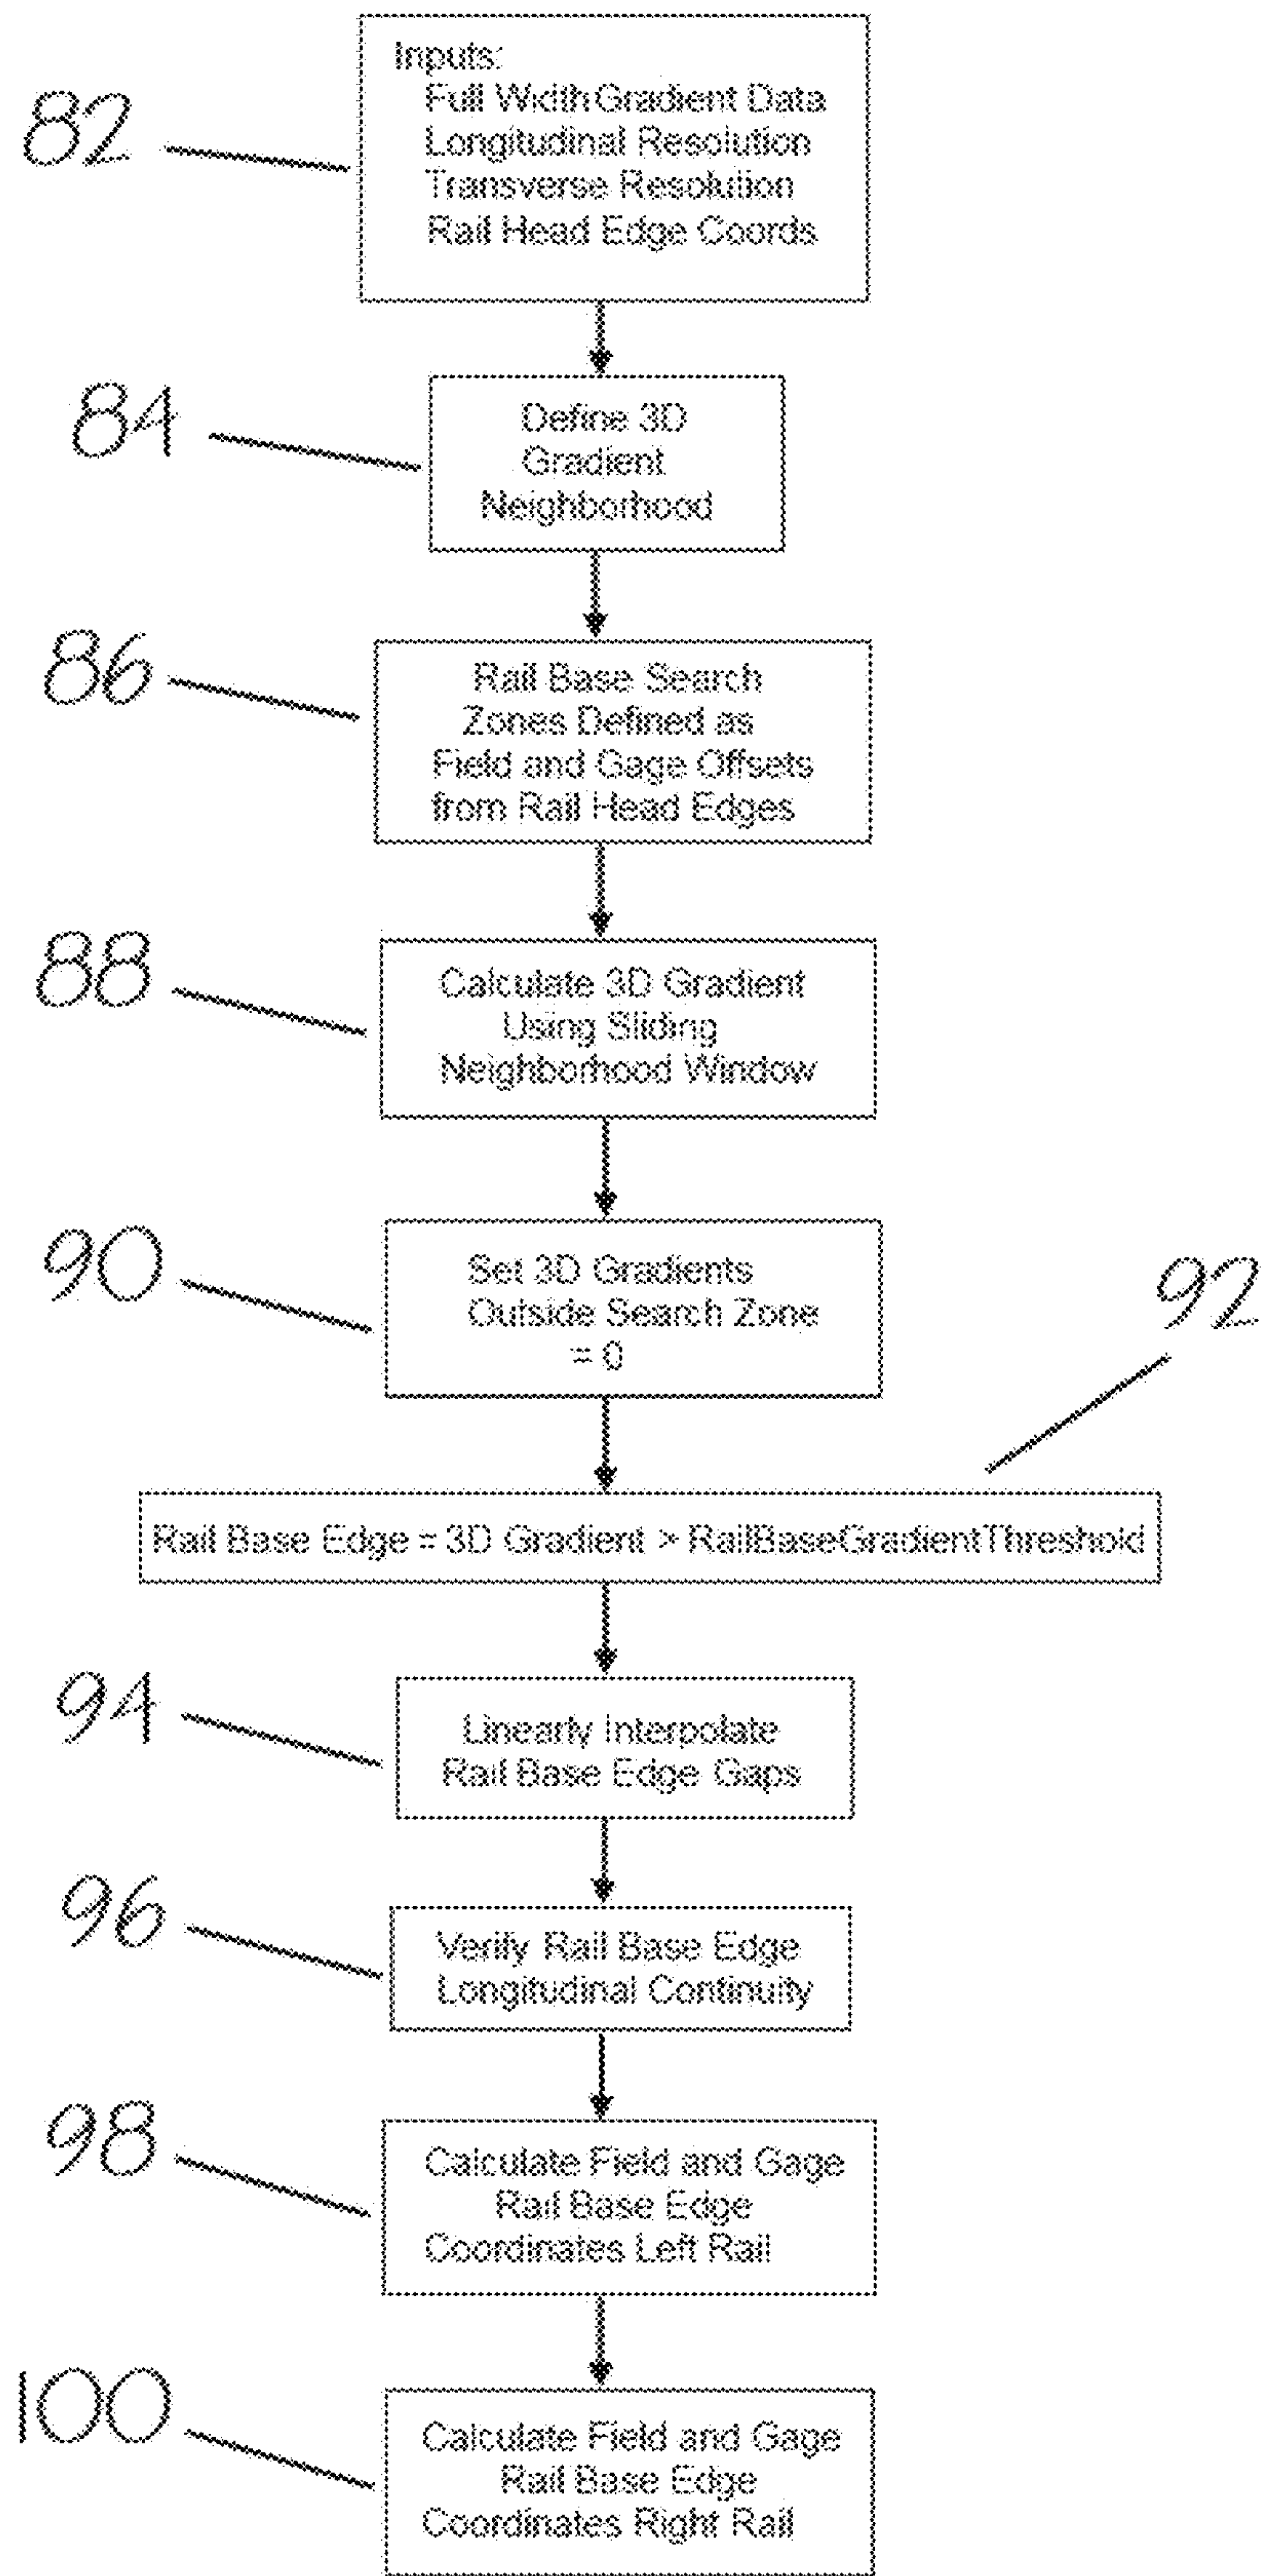 Inputs:
Full Width Gradient Data
Longitudinal Resolution
Transverse Resolution
Rail Head Edge Coords
82
Define 3D
Gradient
Neighborhood
84
Rail Base Search
Zones Defined as
Field and Gage Offsets
from Rail Head Edges
86
Calculate 3D Gradient
Using Sliding
Neighborhood Window
88
Set 3D Gradients
Outside Search Zone
= 0
90
92
Rail Base Edge = 3D Gradient > RailBaseGradientThreshold
Linearly Interpolate
Rail Base Edge Gaps
94
Verify Rail Base Edge
Longitudinal Continuity
96
Calculate Field and Gage
Rail Base Edge
Coordinates Left Rail
98
Calculate Field and Gage
Rail Base Edge
Coordinates Right Rail
100